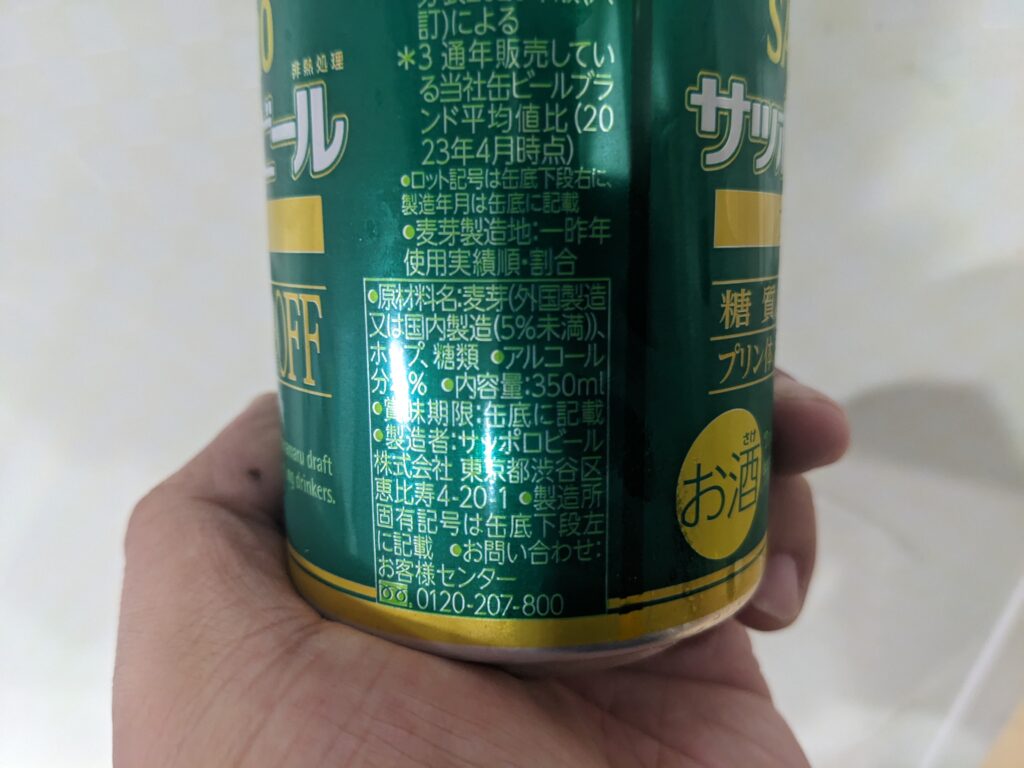 訂)による
*3 通年販売してい
る当社缶ビールブラ
ンド平均値比(20
23年4月時点)
●ロット記号は缶底下段右に、
製造年月は缶底に記載
●麦芽製造地:一昨年
使用実績順・割合
●原材料名:麦芽(外国製造
又は国内製造(5%未満))、
ホップ、糖類 ●アルコール
分 % ●内容量:350ml
●賞味期限:缶底に記載
●製造者:サッポロビール
株式会社 東京都渋谷区
恵比寿4-20-1 ●製造所
固有記号は缶底下段左
に記載 ●お問い合わせ:
お客様センター
0120-207-800
非熱処理
ビール
OFF
draft
drinkers.
サッポ
糖質
プリン体
さけ
お酒